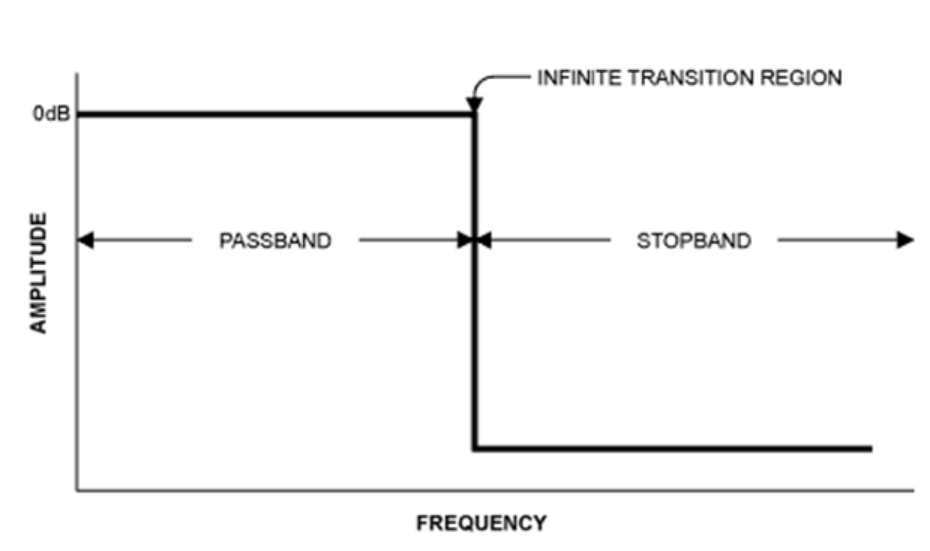 INFINITE TRANSITION REGION
0dB
PASSBAND
STOPBAND
AMPLITUDE
FREQUENCY